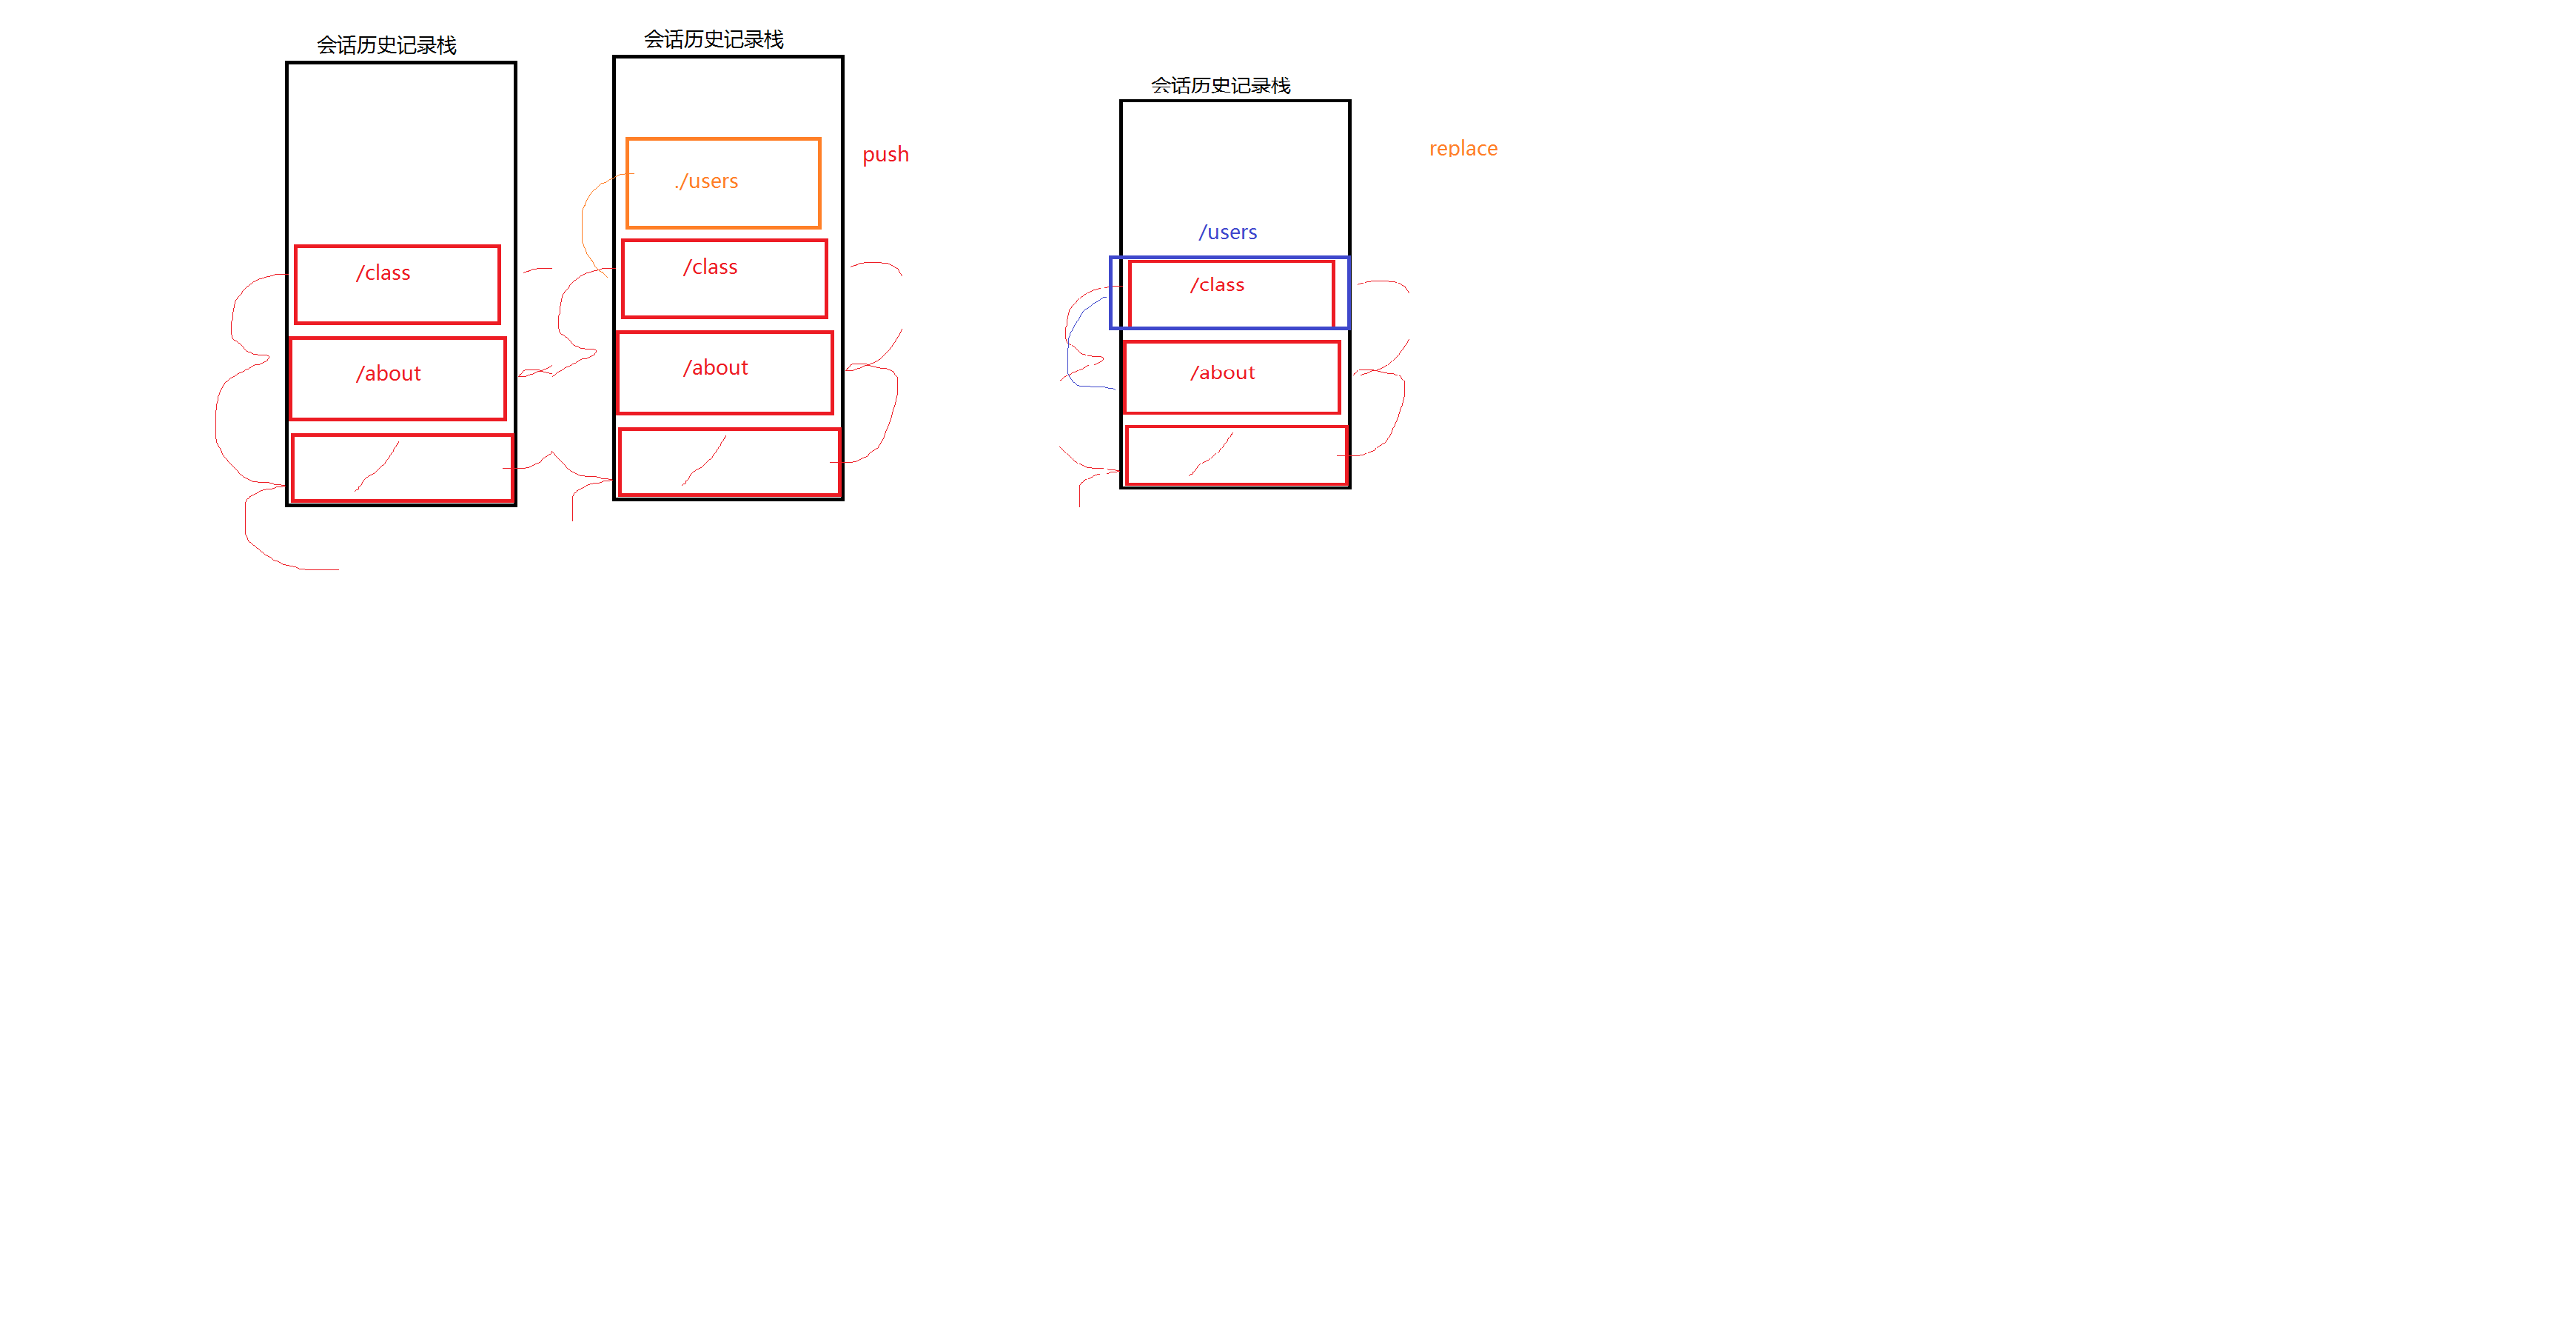 会话历史记录栈
/class
/about
/
会话历史记录栈
push
./users
/class
/about
/
会话历史记录栈
replace
/users
/class
/about
/